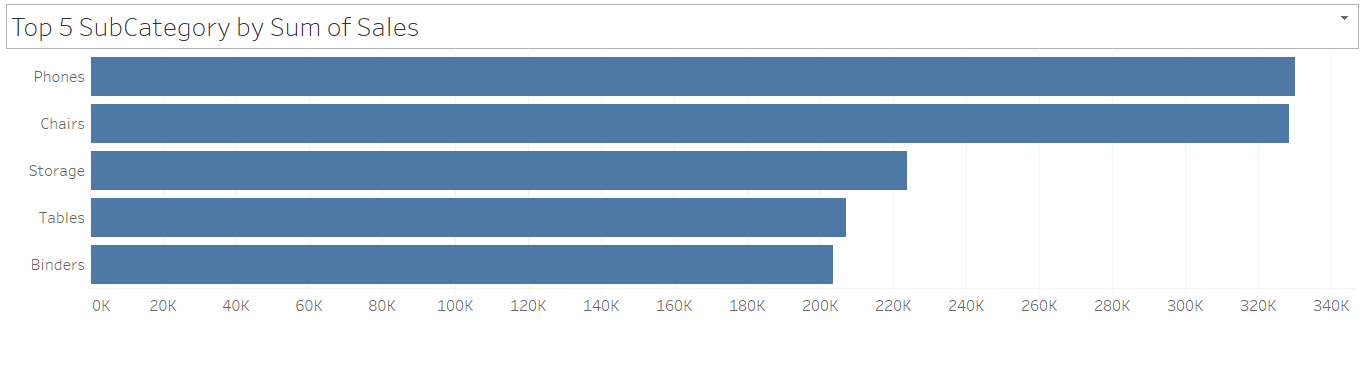 Top 5 SubCategory by Sum of Sales
Phones
Chairs
Storage
Tables
Binders
0K 20K 40K 60K 80K 100K 120K 140K 160K 180K 200K 220K 240K 260K 280K 300K 320K 340K